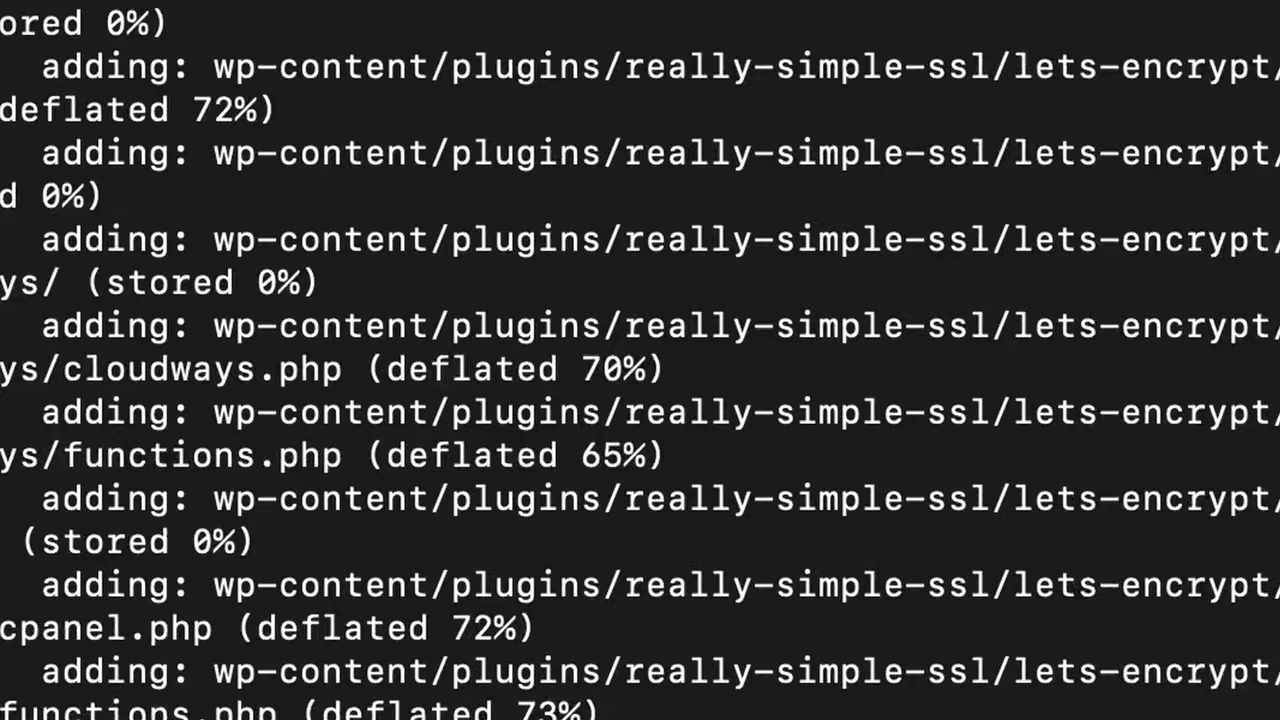 ored 0%)
  adding: wp-content/plugins/really-simple-ssl/lets-encrypt/
deflated 72%)
  adding: wp-content/plugins/really-simple-ssl/lets-encrypt/
d 0%)
  adding: wp-content/plugins/really-simple-ssl/lets-encrypt/
ys/ (stored 0%)
  adding: wp-content/plugins/really-simple-ssl/lets-encrypt/
ys/cloudways.php (deflated 70%)
  adding: wp-content/plugins/really-simple-ssl/lets-encrypt/
ys/functions.php (deflated 65%)
  adding: wp-content/plugins/really-simple-ssl/lets-encrypt/
 (stored 0%)
  adding: wp-content/plugins/really-simple-ssl/lets-encrypt/
cpanel.php (deflated 72%)
  adding: wp-content/plugins/really-simple-ssl/lets-encrypt/
functions.php (deflated 73%)